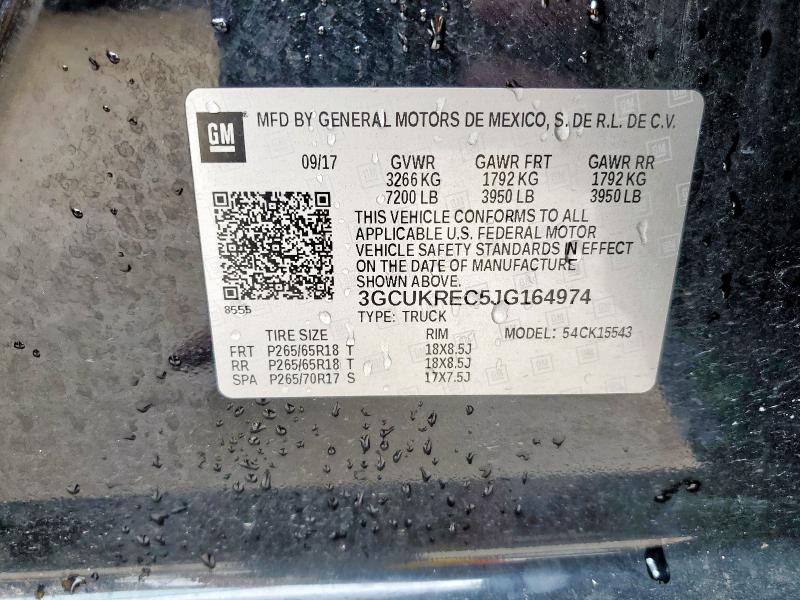 GM MFD BY GENERAL MOTORS DE MEXICO, S. DE R.L. DE C.V.
09/17 GVWR GAWR FRT GAWR RR
3266 KG 1792 KG 1792 KG
7200 LB 3950 LB 3950 LB
THIS VEHICLE CONFORMS TO ALL
APPLICABLE U.S. FEDERAL MOTOR
VEHICLE SAFETY STANDARDS IN EFFECT
ON THE DATE OF MANUFACTURE
SHOWN ABOVE.
3GCUKREC5JG164974
8555
TYPE: TRUCK
TIRE SIZE RIM MODEL: 54CK15543
FRT P265/65R18 T 18X8.5J
RR P265/65R18 T 18X8.5J
SPA P265/70R17 S 17X7.5J